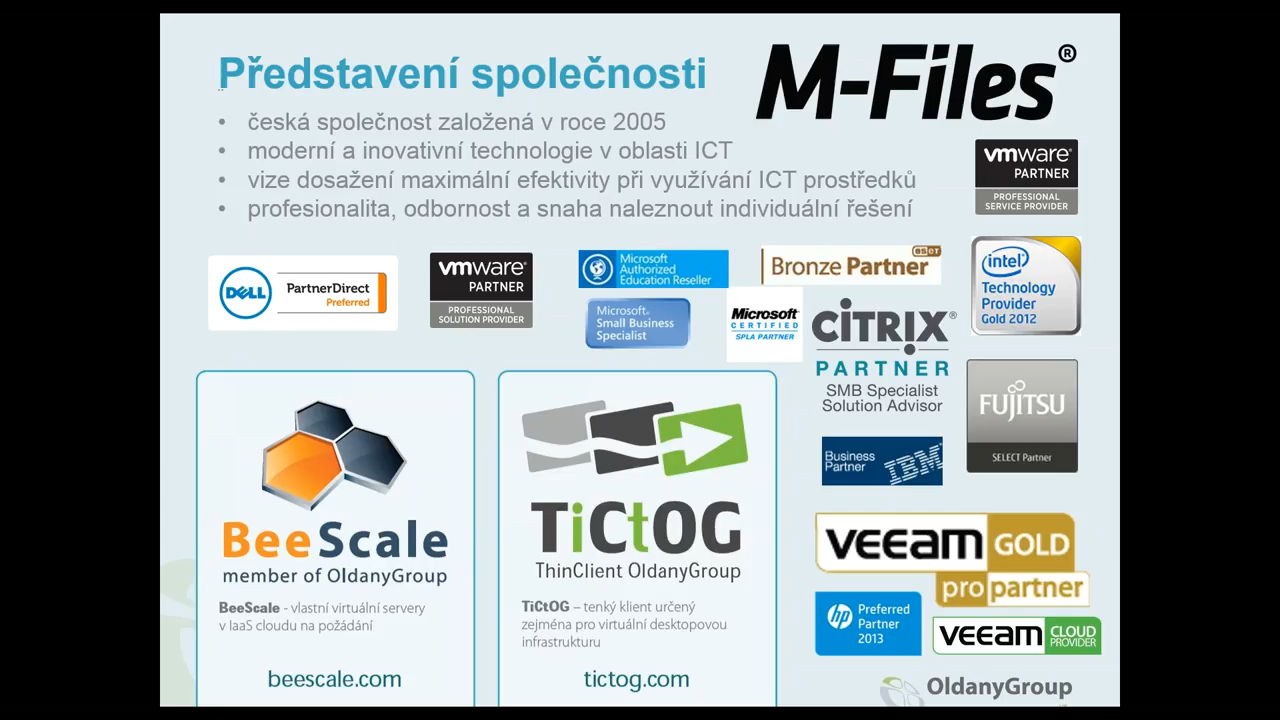 Představení společnosti
M-Files®
• česká společnost založená v roce 2005
• moderní a inovativní technologie v oblasti ICT
• vize dosažení maximální efektivity při využívání ICT prostředků
• profesionalita, odbornost a snaha naleznout individuální řešení
vmware®
PARTNER
PROFESSIONAL
SERVICE PROVIDER
DELL
PartnerDirect
Preferred
vmware®
PARTNER
PROFESSIONAL
SOLUTION PROVIDER
Microsoft
Authorized
Education Reseller
Microsoft®
Small Business
Specialist
Microsoft®
CERTIFIED
SPLA PARTNER
eset
Bronze Partner
intel
Technology
Provider
Gold 2012
CITRIX®
PARTNER
SMB Specialist
Solution Advisor
FUJITSU
SELECT Partner
Business
Partner
IBM
BeeScale
member of OldanyGroup
BeeScale - vlastní virtuální servery
v IaaS cloudu na požádání
beescale.com
TiCtOG
ThinClient OldanyGroup
TiCtOG – tenký klient určený
zejména pro virtuální desktopovou
infrastrukturu
tictog.com
veeam GOLD
propartner
hp
Preferred
Partner
2013
veeam CLOUD
PROVIDER
OldanyGroup